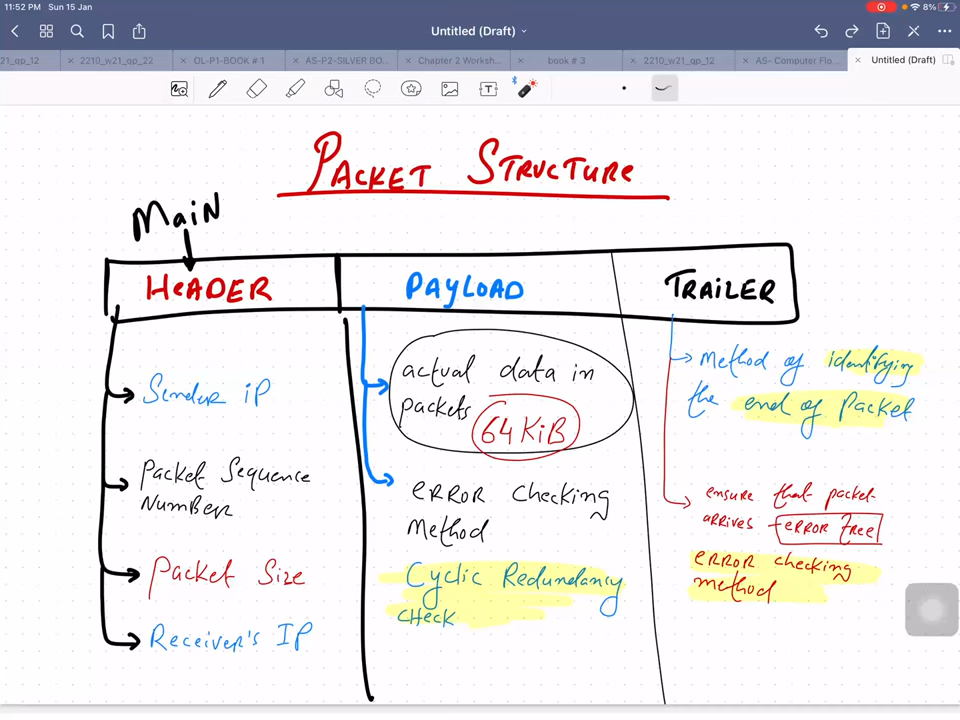 11:52 PM Sun 15 Jan
8%
Untitled (Draft)
21_qp_12
2210_w21_qp_22
OL-P1-BOOK # 1
AS-P2-SILVER BO...
Chapter 2 Worksh...
book # 3
2210_w21_qp_12
AS- Computer Flo...
Untitled (Draft)
PACKET STRUCTURE
MaiN
HEADER
PAYLOAD
TRAILER
Sender iP
Packet Sequence
Number
Packet Size
Receiver's IP
actual data in
packets 64 KiB
ERROR checking
Method
Cyclic Redundancy
check
Method of identifying
the end of Packet
ensure that packet
arrives ERROR Free
ERROR checking
method